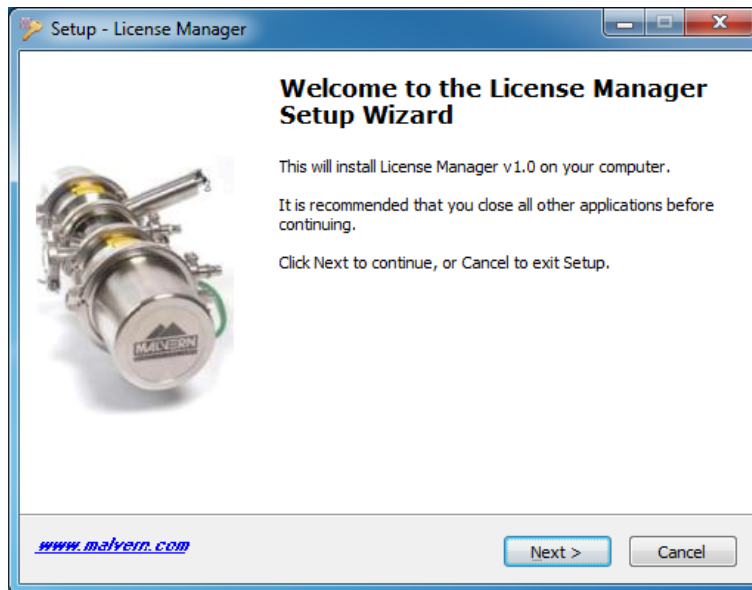 Setup - License Manager
Welcome to the License Manager
Setup Wizard
This will install License Manager v1.0 on your computer.
It is recommended that you close all other applications before
continuing.
Click Next to continue, or Cancel to exit Setup.
MALVERN
www.malvern.com
Next >
Cancel